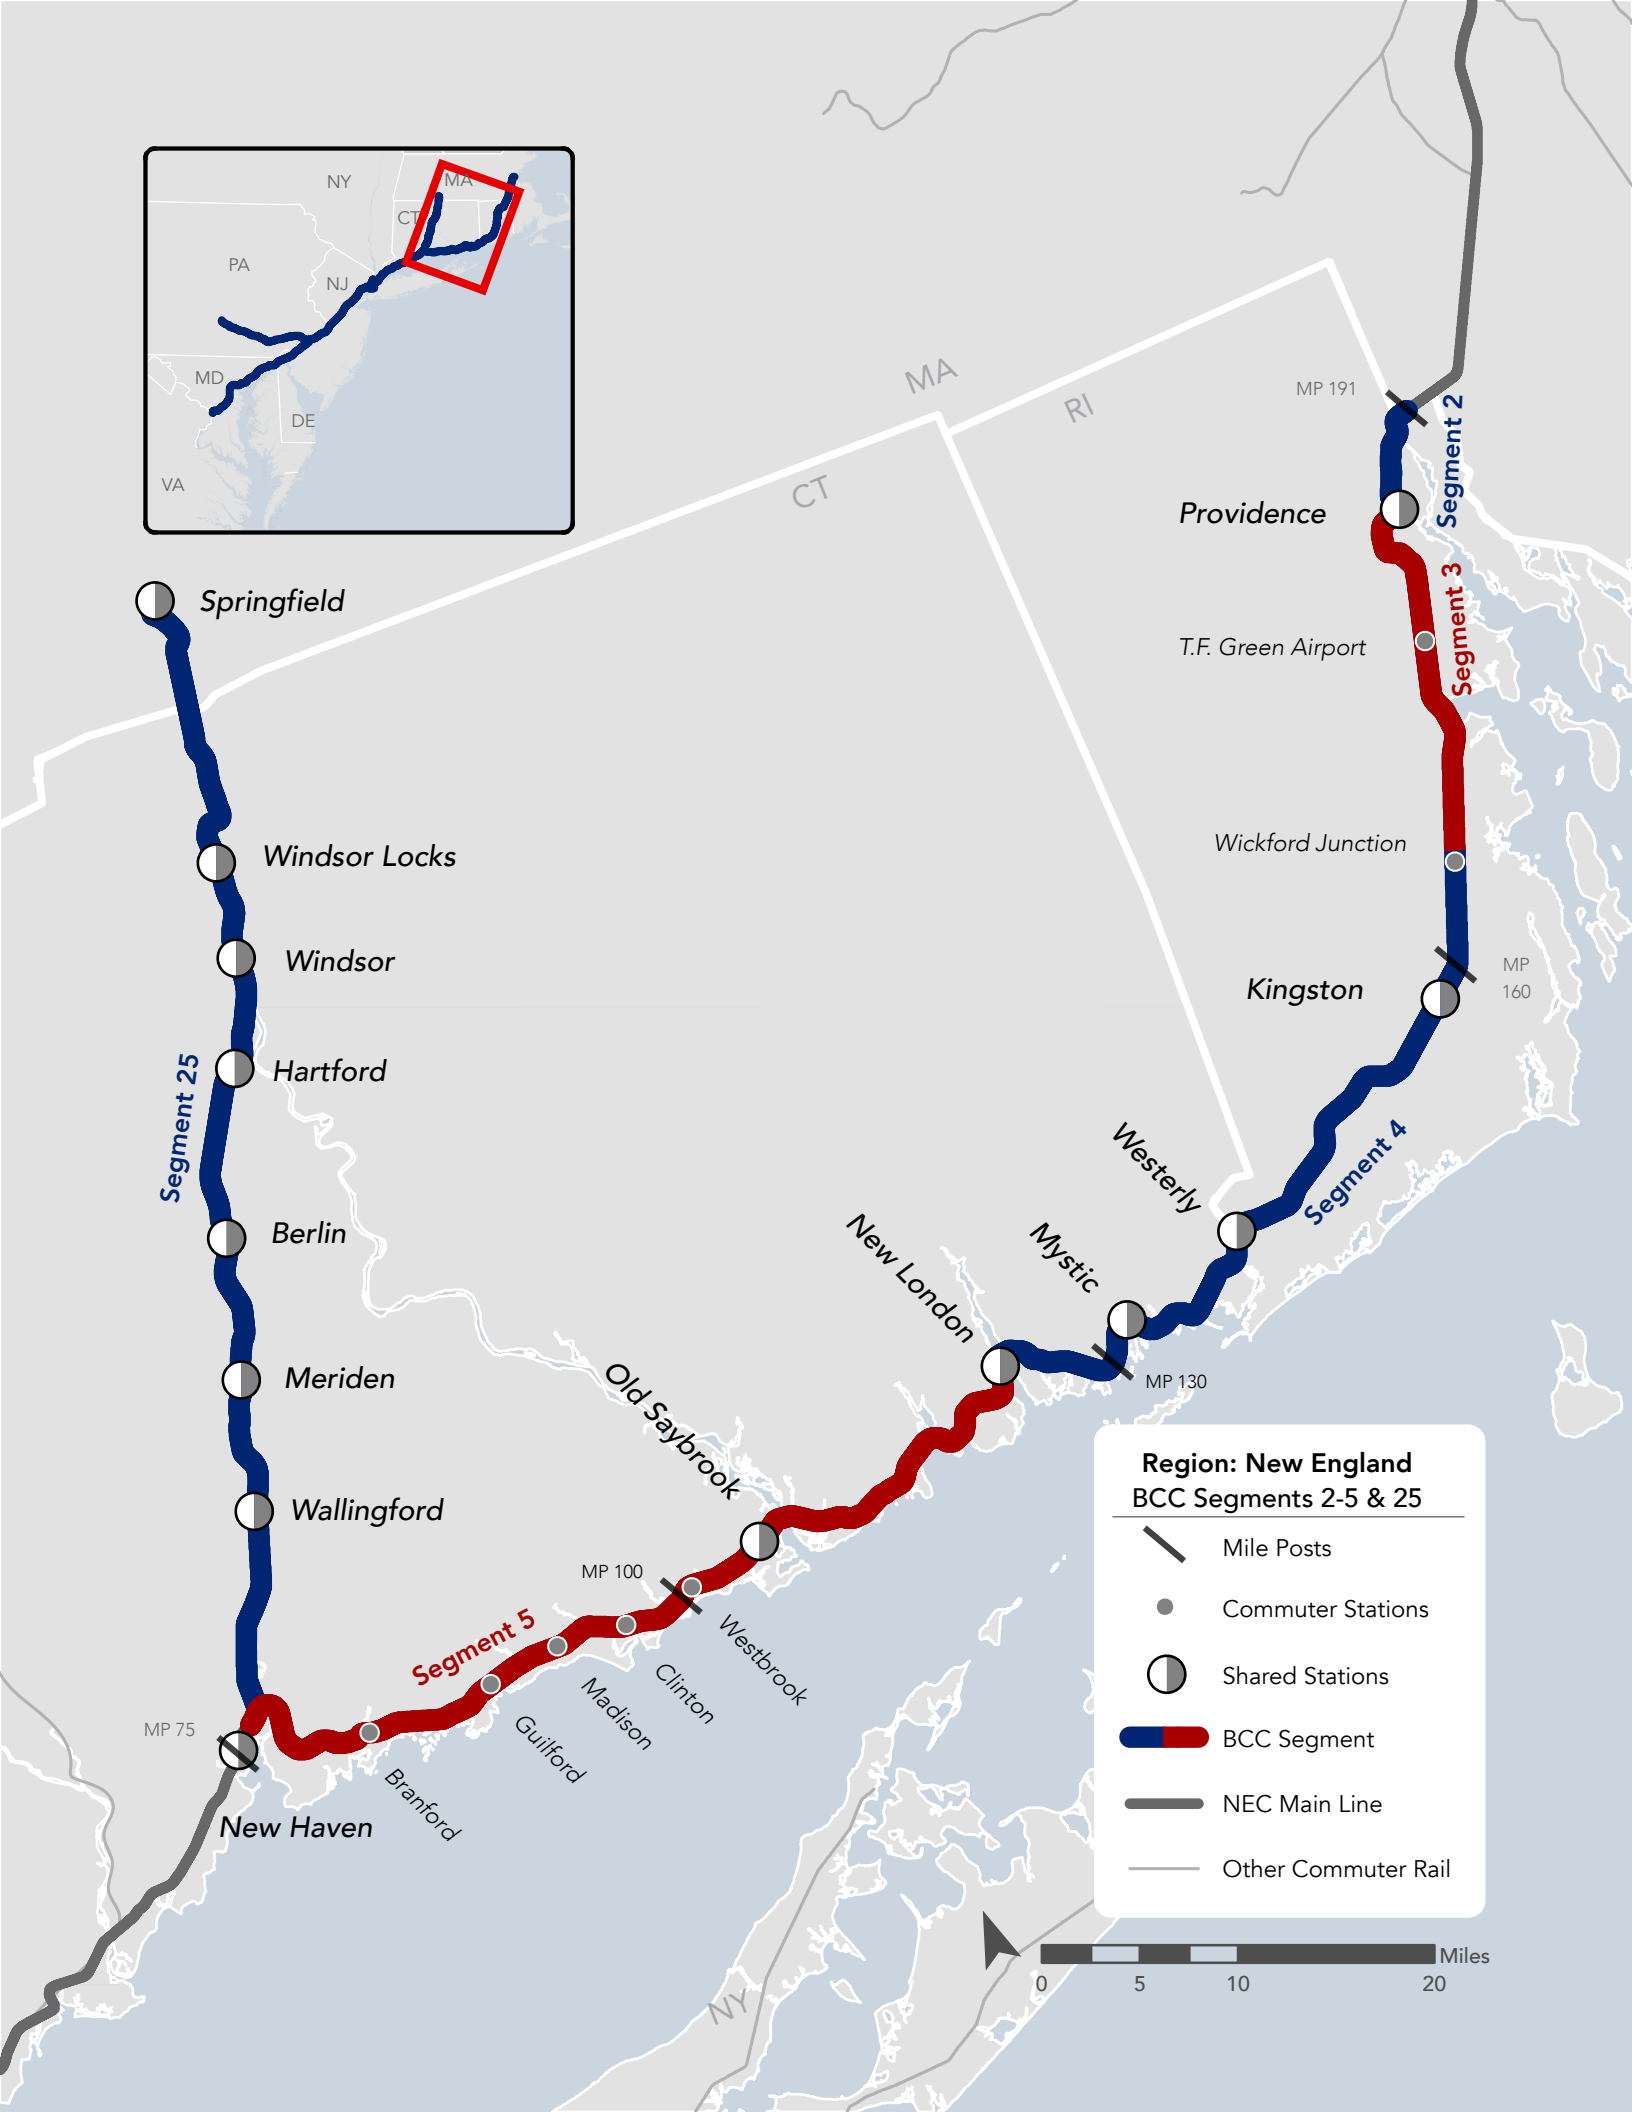 NY
MA
CT
PA
NJ
MD
DE
VA
MA
RI
CT
MP 191
Segment 2
Providence
Segment 3
T.F. Green Airport
Springfield
Wickford Junction
Windsor Locks
Windsor
MP
160
Kingston
Hartford
Segment 25
Segment 4
Westerly
Berlin
Mystic
New London
Meriden
MP 130
Old Saybrook
Wallingford
MP 100
Segment 5
Westbrook
Clinton
Madison
Guilford
Branford
MP 75
New Haven
NY
Region: New England
BCC Segments 2-5 & 25
Mile Posts
Commuter Stations
Shared Stations
BCC Segment
NEC Main Line
Other Commuter Rail
Miles
0 5 10 20